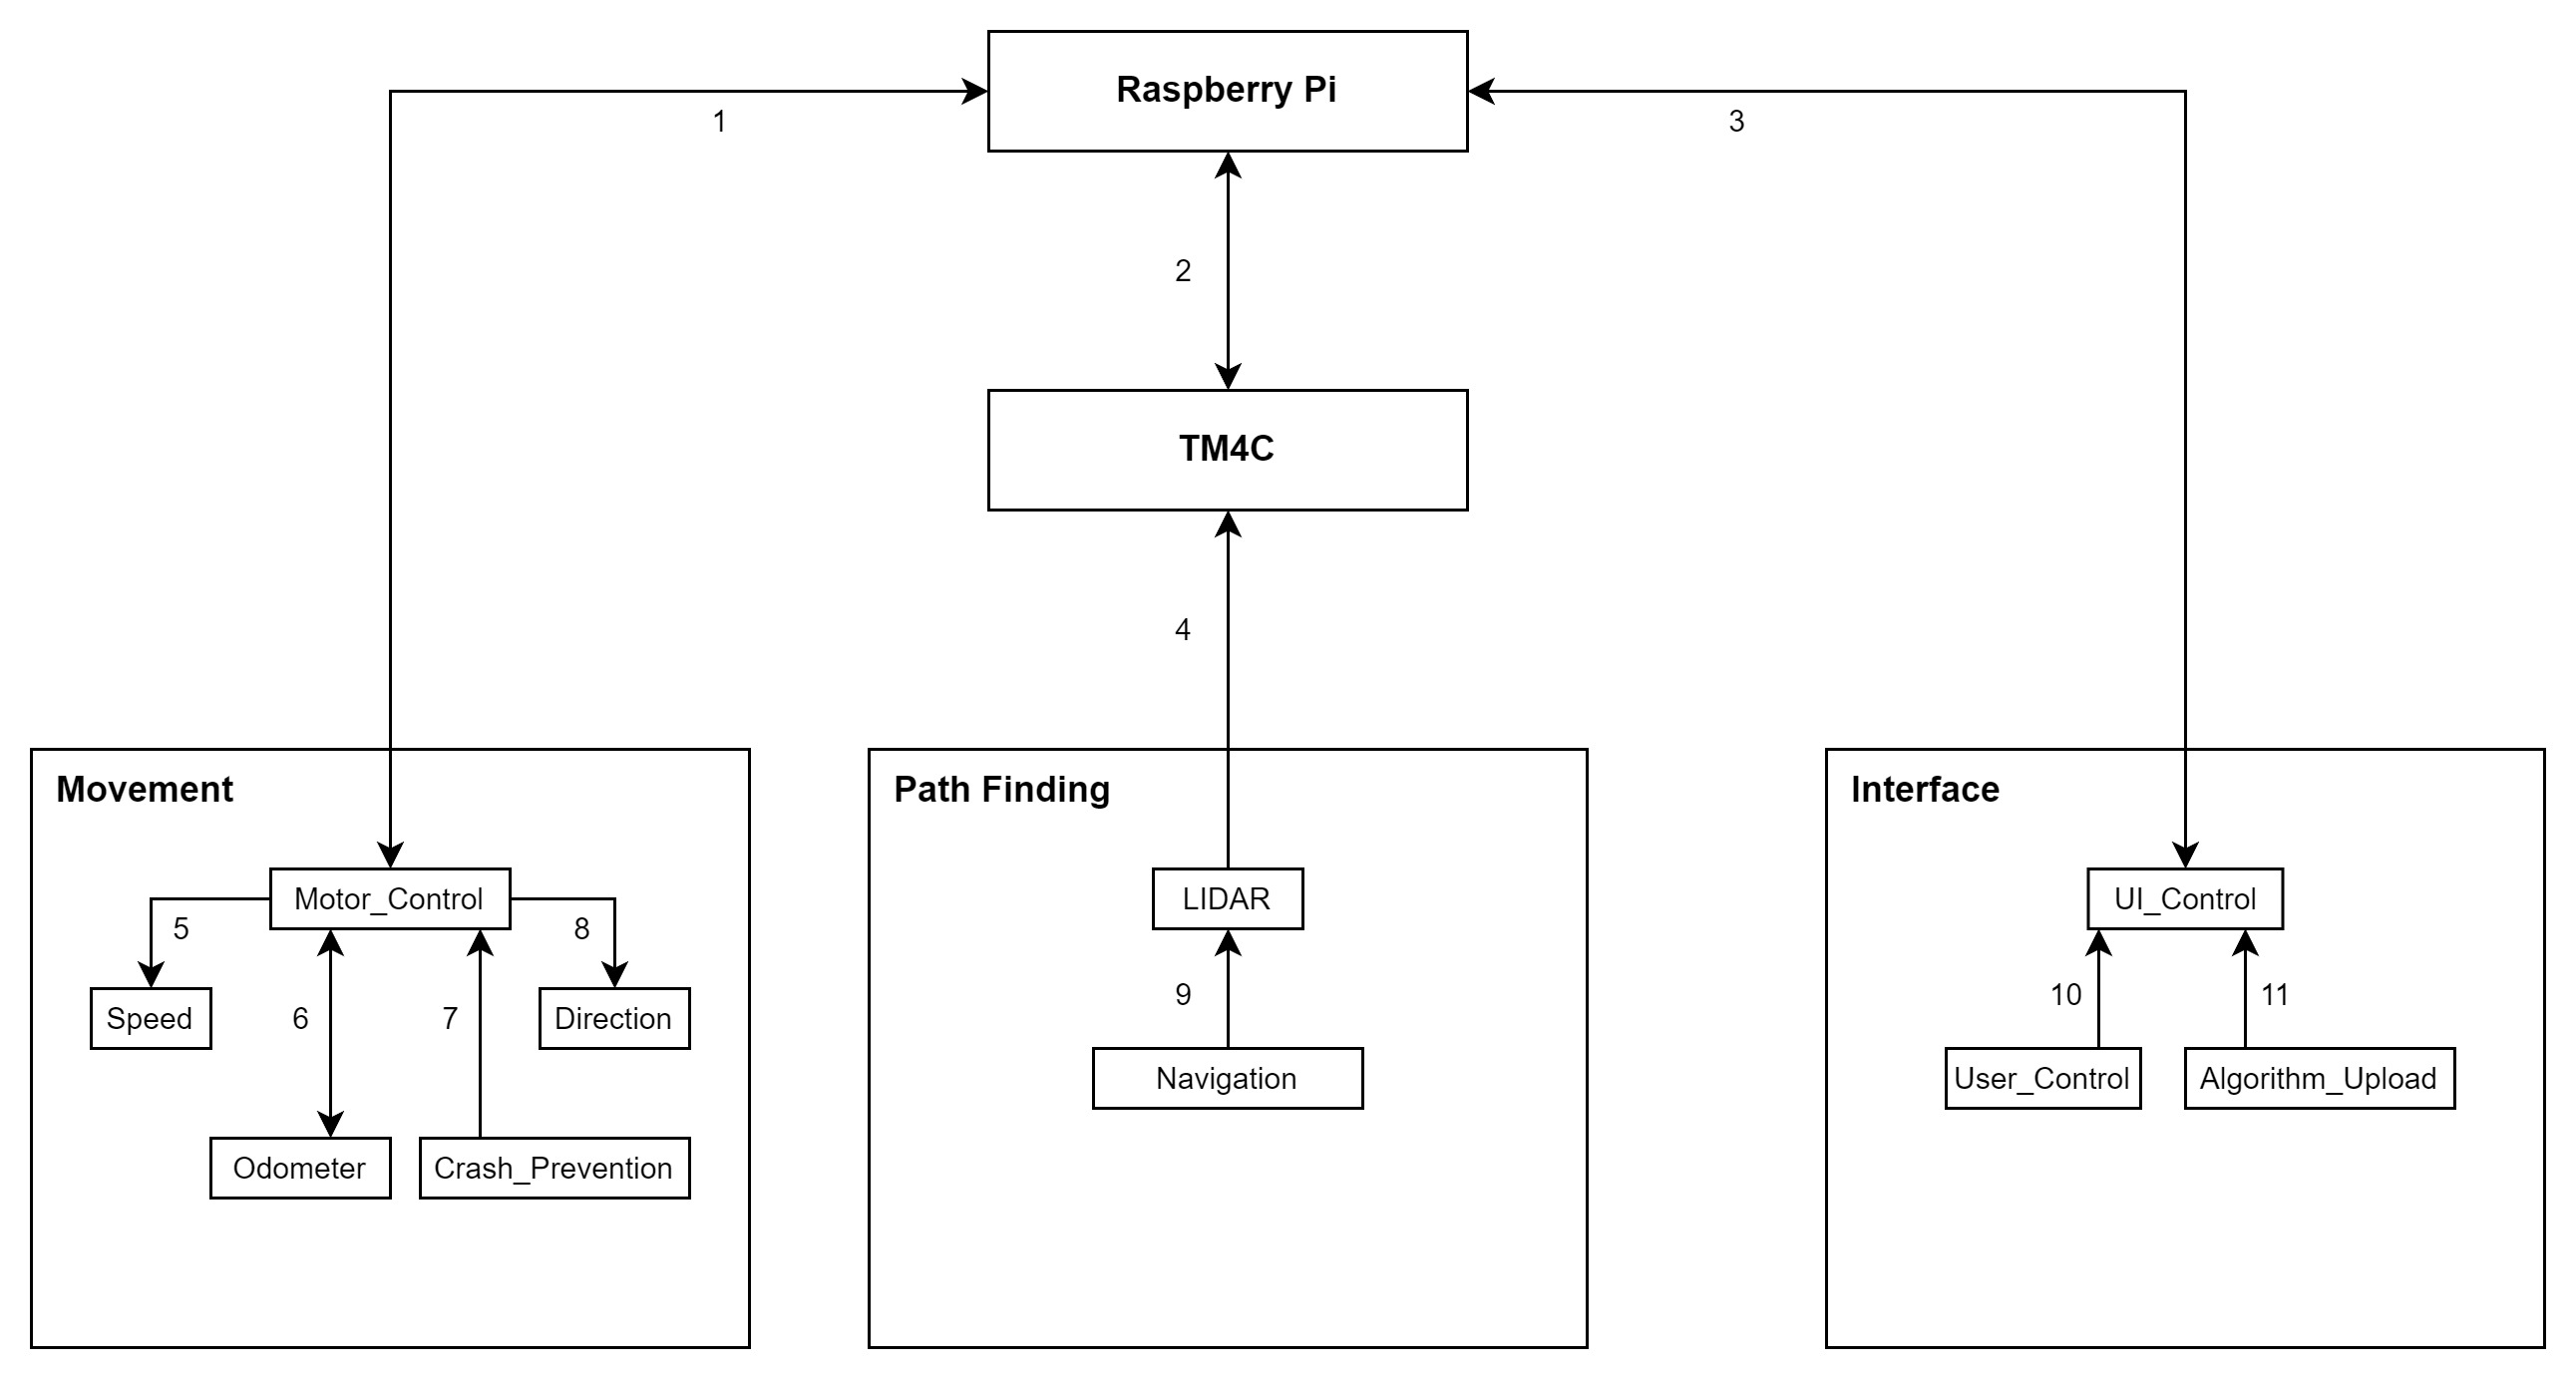 Raspberry Pi
1
3
2
TM4C
4
Movement
Path Finding
Interface
Motor_Control
LIDAR
UI_Control
5
8
Speed
6
7
Direction
9
10
11
Navigation
User_Control
Algorithm_Upload
Odometer
Crash_Prevention